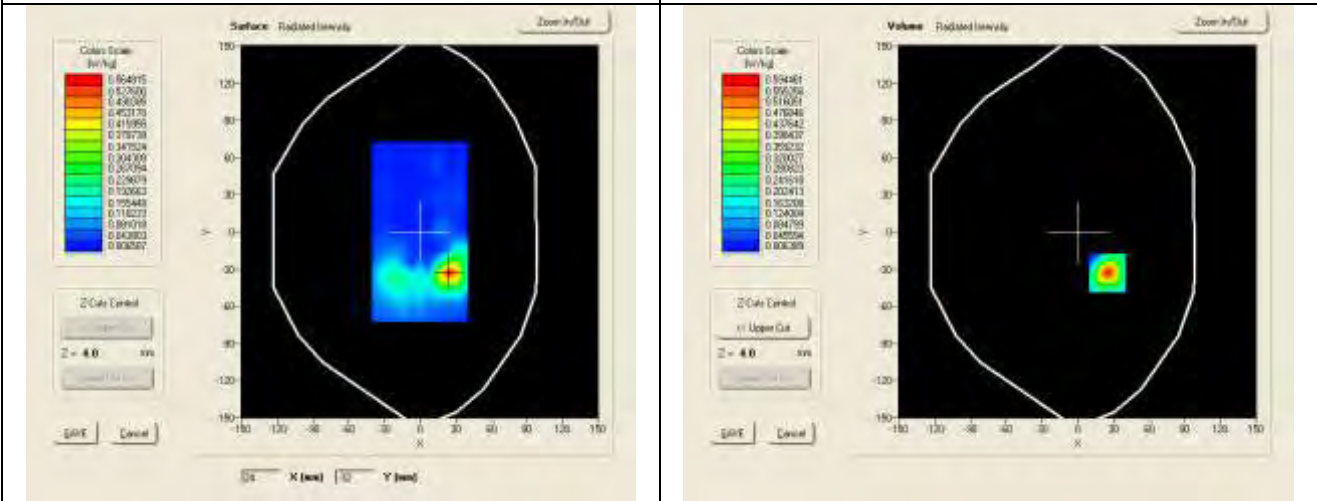 Surface Radiated Intensity
Zoom In/Out
Colors Scale
(W/kg)
0.564815
0.527600
0.453170
0.415955
0.378739
0.341524
0.304309
0.267094
0.229879
0.192663
0.155448
0.118233
0.081018
0.043803
0.006587
Z-Cuts Control
Z = 4.0 mm
SAVE Cancel
150
120
90
60
30
0
-30
-60
-90
-120
-150
Y
-150 -120 -90 -60 -30 0 30 60 90 120 150
X
X (mm) Y (mm)
Volume Radiated Intensity
Zoom In/Out
Colors Scale
(W/kg)
0.594461
0.555256
0.516051
0.476846
0.437642
0.398437
0.359232
0.320027
0.280823
0.241618
0.202413
0.163208
0.124004
0.084799
0.045594
0.006389
Z-Cuts Control
<< Upper Cut
Z = 4.0 mm
SAVE Cancel
150
120
90
60
30
0
-30
-60
-90
-120
-150
Y
-150 -120 -90 -60 -30 0 30 60 90 120 150
X